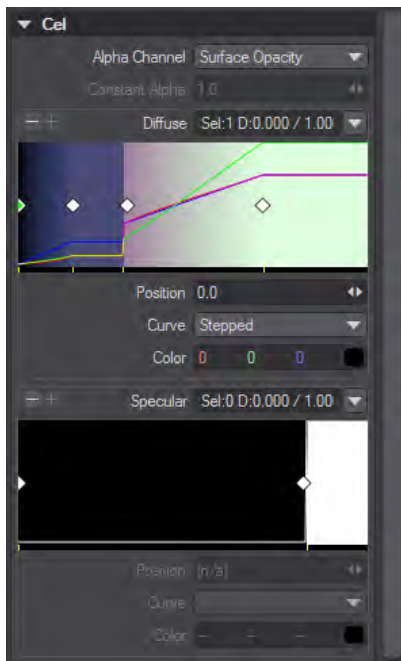 Cel
Alpha Channel Surface Opacity
Constant Alpha 1.0
Diffuse Sel:1 D:0.000 / 1.00
Position 0.0
Curve Stepped
Color 0 0 0
Specular Sel:0 D:0.000 / 1.00
Position (n/a)
Curve
Color – – –